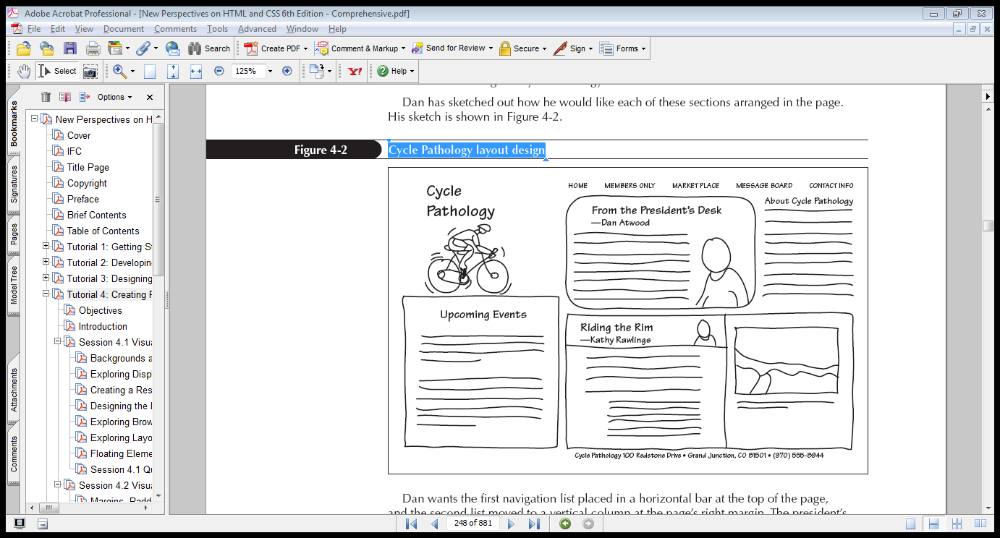 Adobe Acrobat Professional - [New Perspectives on HTML and CSS 6th Edition - Comprehensive.pdf]
File Edit View Document Comments Tools Advanced Window Help
Search Create PDF Comment & Markup Send for Review Secure Sign Forms
Select 125% Y! Help
Options
Bookmarks
Signatures
Pages
Model Tree
Attachments
Comments
New Perspectives on H
Cover
IFC
Title Page
Copyright
Preface
Brief Contents
Table of Contents
Tutorial 1: Getting S
Tutorial 2: Developin
Tutorial 3: Designing
Tutorial 4: Creating P
Objectives
Introduction
Session 4.1 Visua
Backgrounds a
Exploring Disp
Creating a Res
Designing the
Exploring Brow
Exploring Layo
Floating Eleme
Session 4.1 Q
Session 4.2 Visua
Margins, Padd
Dan has sketched out how he would like each of these sections arranged in the page.
His sketch is shown in Figure 4-2.
Figure 4-2 Cycle Pathology layout design
Cycle
Pathology
HOME MEMBERS ONLY MARKET PLACE MESSAGE BOARD CONTACT INFO
From the President's Desk
—Dan Atwood
About Cycle Pathology
Upcoming Events
Riding the Rim
—Kathy Rawlings
Cycle Pathology 100 Redstone Drive • Grand Junction, CO 81501 • (970) 555-8944
Dan wants the first navigation list placed in a horizontal bar at the top of the page,
and the second list moved to a vertical column at the page's right margin. The president's
248 of 881